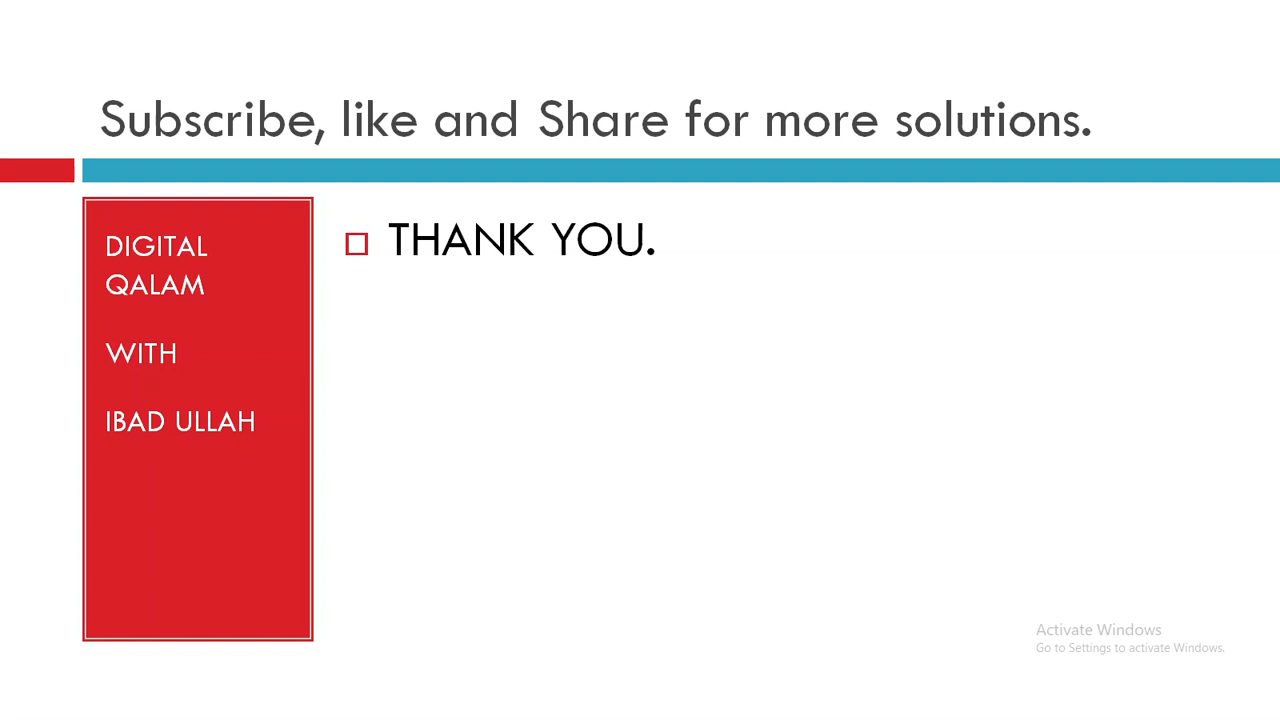 Subscribe, like and Share for more solutions.
DIGITAL
QALAM
WITH
IBAD ULLAH
THANK YOU.
Activate Windows
Go to Settings to activate Windows.